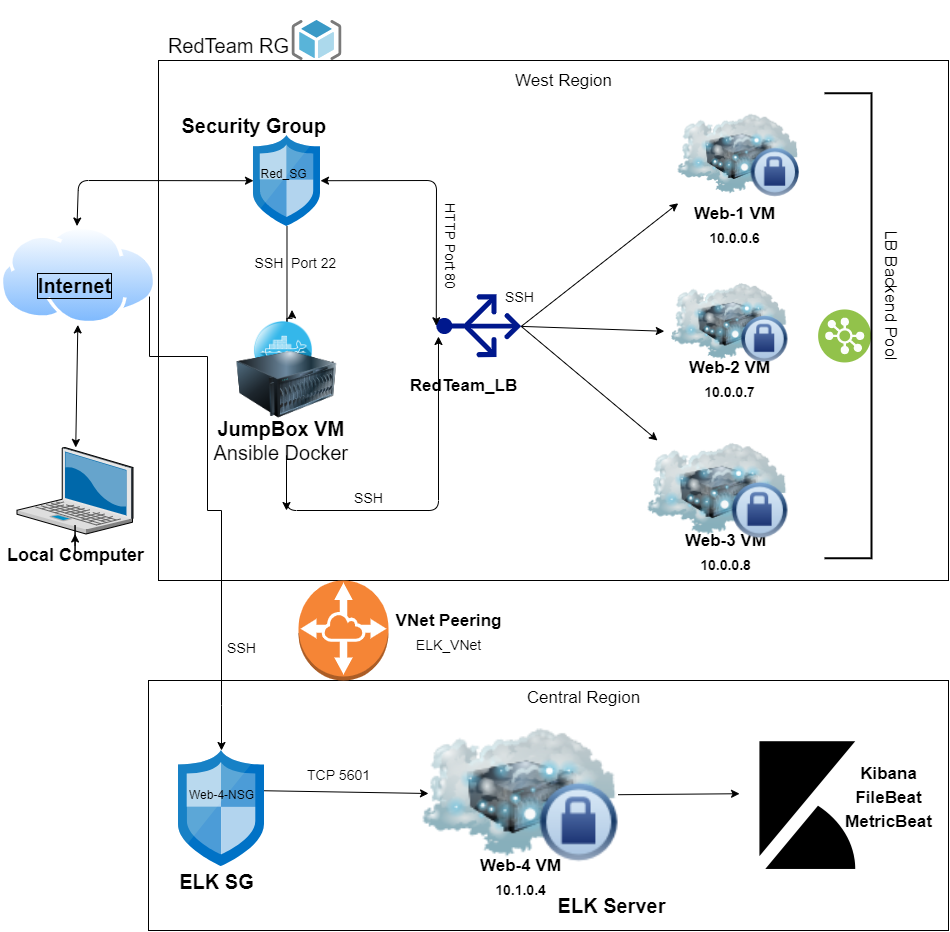 RedTeam RG
West Region
Security Group
Red_SG
SSH Port 22
HTTP Port 80
SSH
RedTeam_LB
Web-1 VM
10.0.0.6
Web-2 VM
10.0.0.7
Web-3 VM
10.0.0.8
LB Backend Pool
Internet
JumpBox VM
Ansible Docker
SSH
Local Computer
VNet Peering
ELK_VNet
SSH
Central Region
Web-4-NSG
ELK SG
TCP 5601
Web-4 VM
10.1.0.4
ELK Server
Kibana
FileBeat
MetricBeat